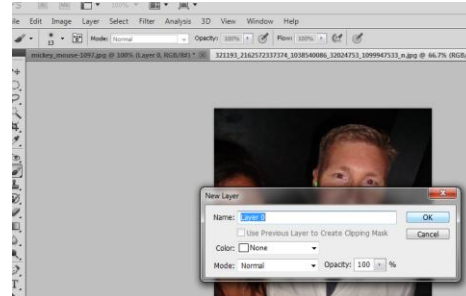 100%
Edit Image Layer Select Filter Analysis 3D View Window Help
13 Mode: Normal Opacity: 100% Flow: 100%
mickey_mouse-1097.jpg @ 100% (Layer 0, RGB/8#) * 321193_2162572337374_1038540086_32024753_1099947533_n.jpg @ 66.7% (RGB/
New Layer
Name: Layer 0 OK
Use Previous Layer to Create Clipping Mask Cancel
Color: None
Mode: Normal Opacity: 100 %